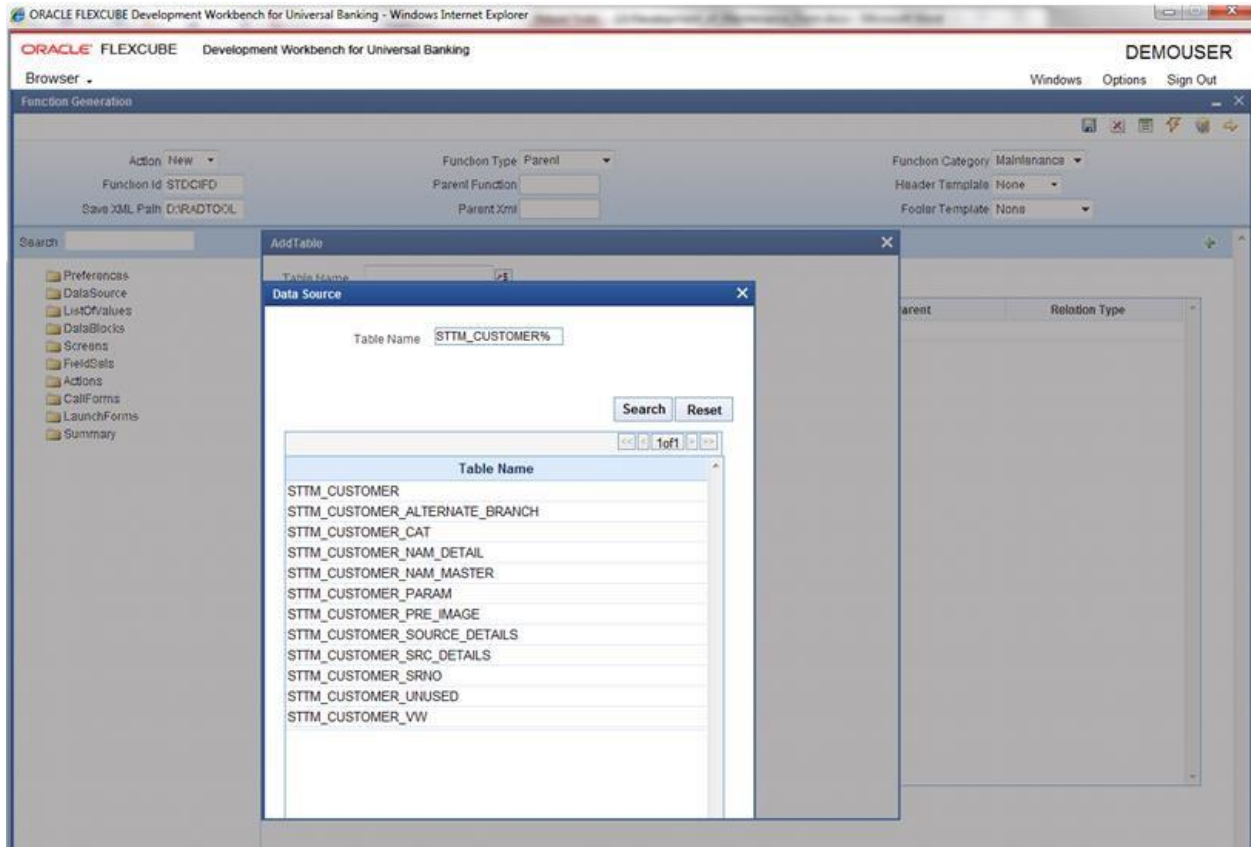 ORACLE FLEXCUBE Development Workbench for Universal Banking - Windows Internet Explorer
ORACLE FLEXCUBE Development Workbench for Universal Banking
DEMOUSER
Browser
Windows Options Sign Out
Function Generation
Action New Function Type Parent Function Category Maintenance
Function Id STDCIFD Parent Function Header Template None
Save XML Path D:\RADTOOL Parent Xml Footer Template None
Search
AddTable
Table Name
Preferences
DataSource
ListOfValues
DataBlocks
Screens
FieldSets
Actions
CallForms
LaunchForms
Summary
Relation Type
Data Source
Table Name STTM_CUSTOMER%
Search Reset
<< < 1of1 > >>
Table Name
STTM_CUSTOMER
STTM_CUSTOMER_ALTERNATE_BRANCH
STTM_CUSTOMER_CAT
STTM_CUSTOMER_NAM_DETAIL
STTM_CUSTOMER_NAM_MASTER
STTM_CUSTOMER_PARAM
STTM_CUSTOMER_PRE_IMAGE
STTM_CUSTOMER_SOURCE_DETAILS
STTM_CUSTOMER_SRC_DETAILS
STTM_CUSTOMER_SRNO
STTM_CUSTOMER_UNUSED
STTM_CUSTOMER_VW